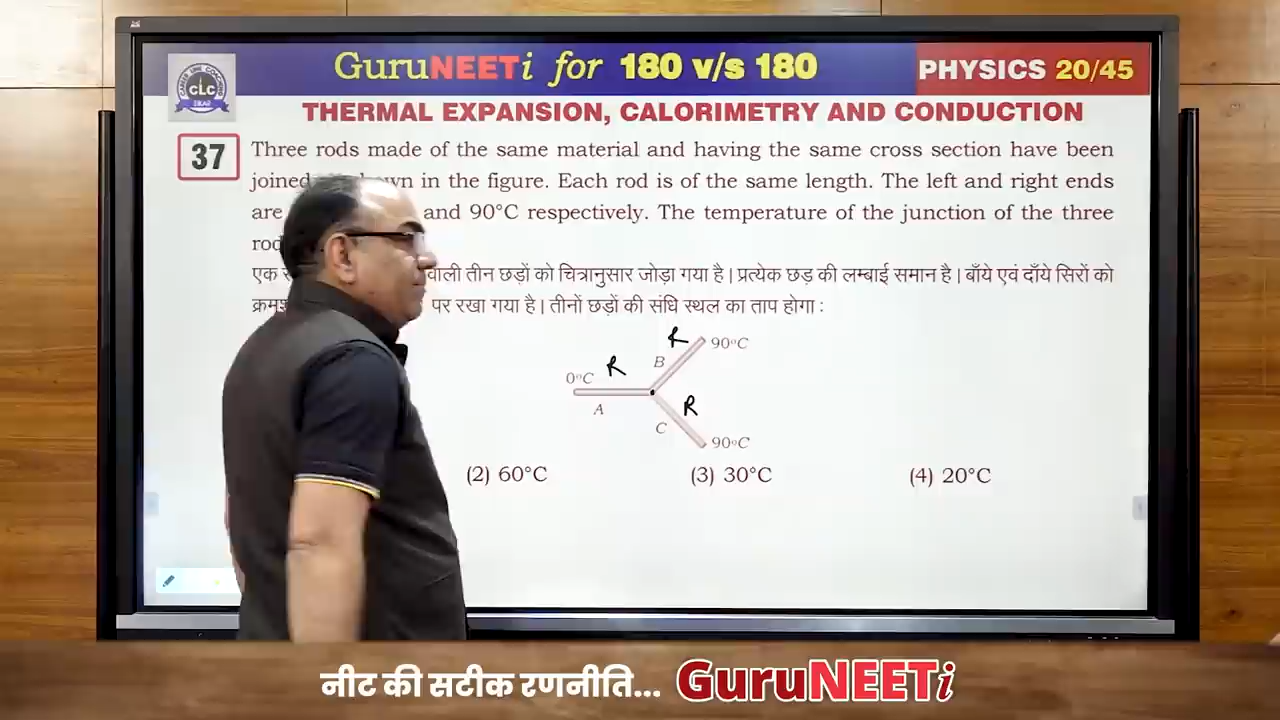 GuruNEETi for 180 v/s 180
PHYSICS 20/45
CLC
SIKAR
THERMAL EXPANSION, CALORIMETRY AND CONDUCTION
37
Three rods made of the same material and having the same cross section have been
joined in the figure. Each rod is of the same length. The left and right ends
are and 90°C respectively. The temperature of the junction of the three
एक वाली तीन छड़ों को चित्रानुसार जोड़ा गया है। प्रत्येक छड़ की लम्बाई समान है। बाँये एवं दाँये सिरों को
पर रखा गया है। तीनों छड़ों की संधि स्थल का ताप होगा :
R
90°C
B
R
0°C
A
R
C
90°C
(2) 60°C (3) 30°C (4) 20°C
नीट की सटीक रणनीति... GuruNEETi